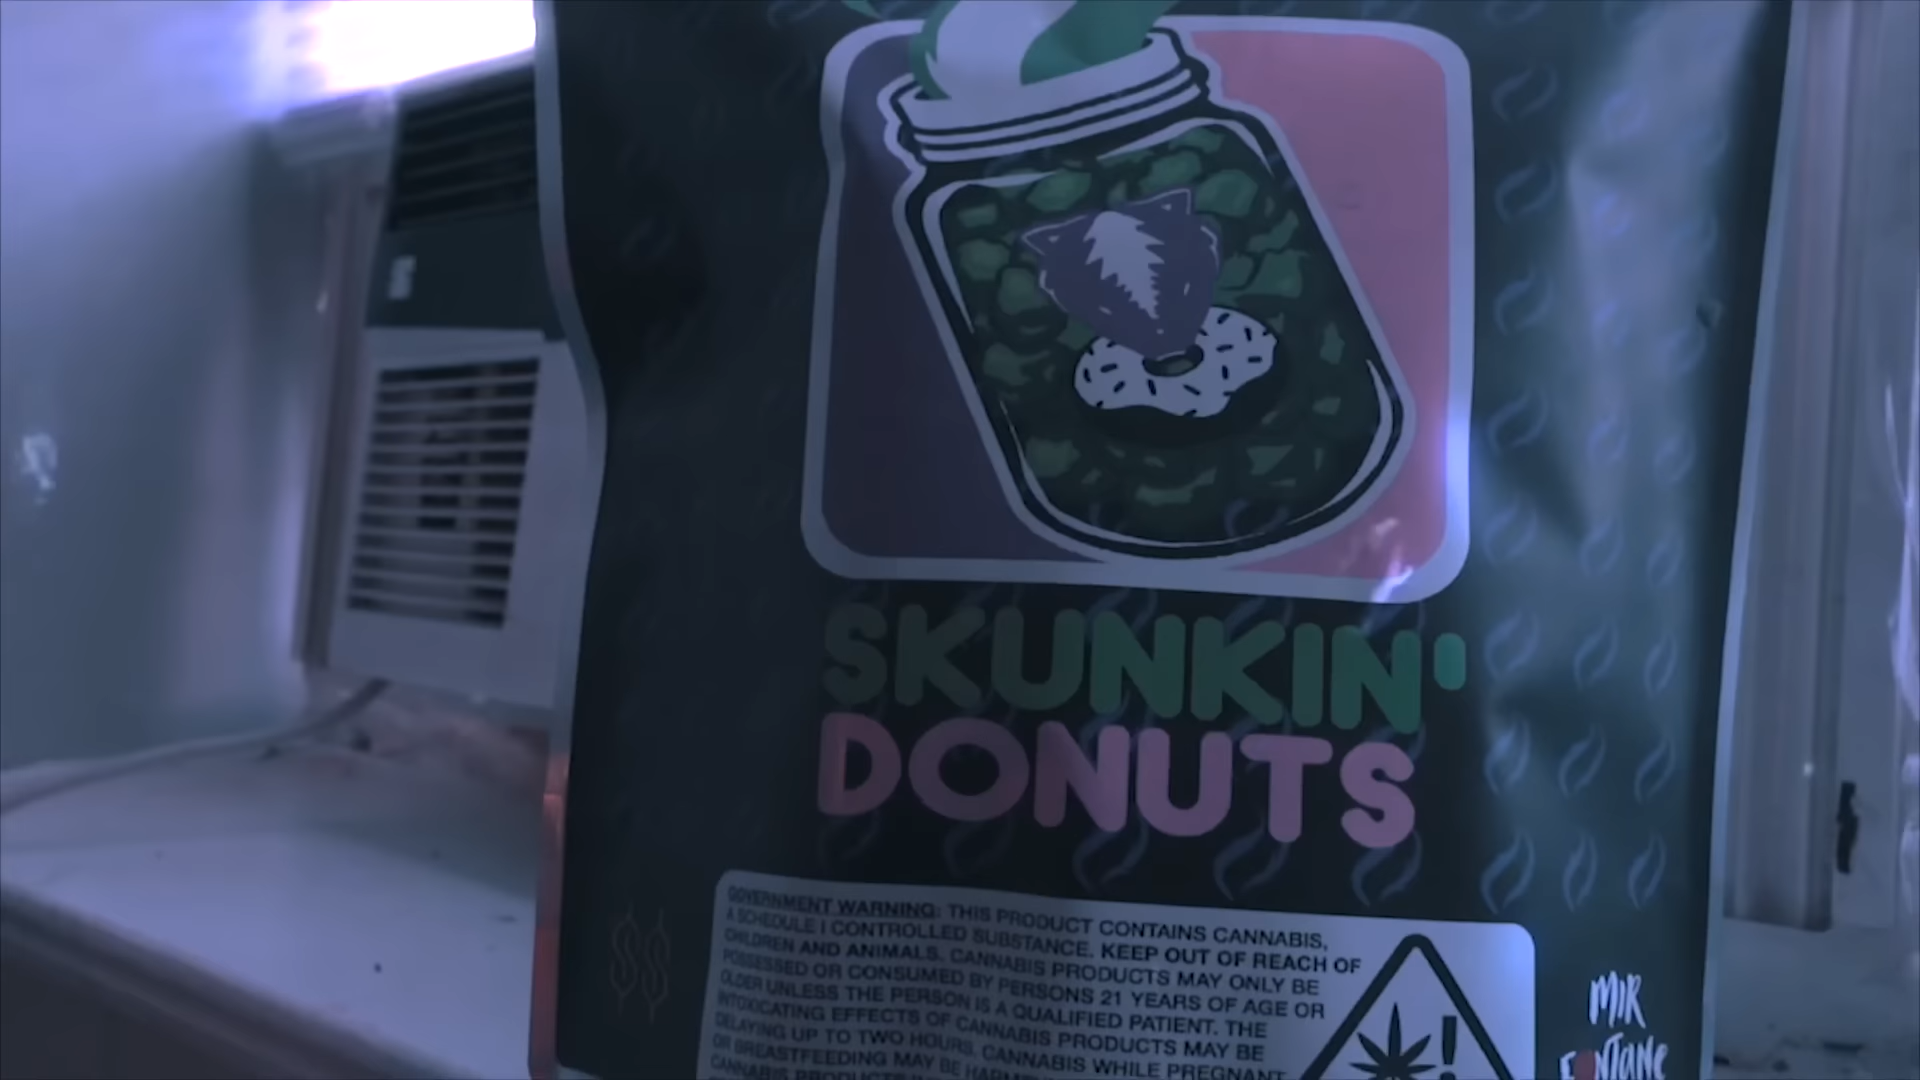 SKUNKIN'
DONUTS
GOVERNMENT WARNING: THIS PRODUCT CONTAINS CANNABIS,
A SCHEDULE I CONTROLLED SUBSTANCE. KEEP OUT OF REACH OF
CHILDREN AND ANIMALS. CANNABIS PRODUCTS MAY ONLY BE
POSSESSED OR CONSUMED BY PERSONS 21 YEARS OF AGE OR
OLDER UNLESS THE PERSON IS A QUALIFIED PATIENT. THE
INTOXICATING EFFECTS OF CANNABIS PRODUCTS MAY BE
DELAYING UP TO TWO HOURS. CANNABIS WHILE PREGNANT
OR BREASTFEEDING MAY BE
CANNABIS PRODUCTS
!
$$
MIR
FONTANE